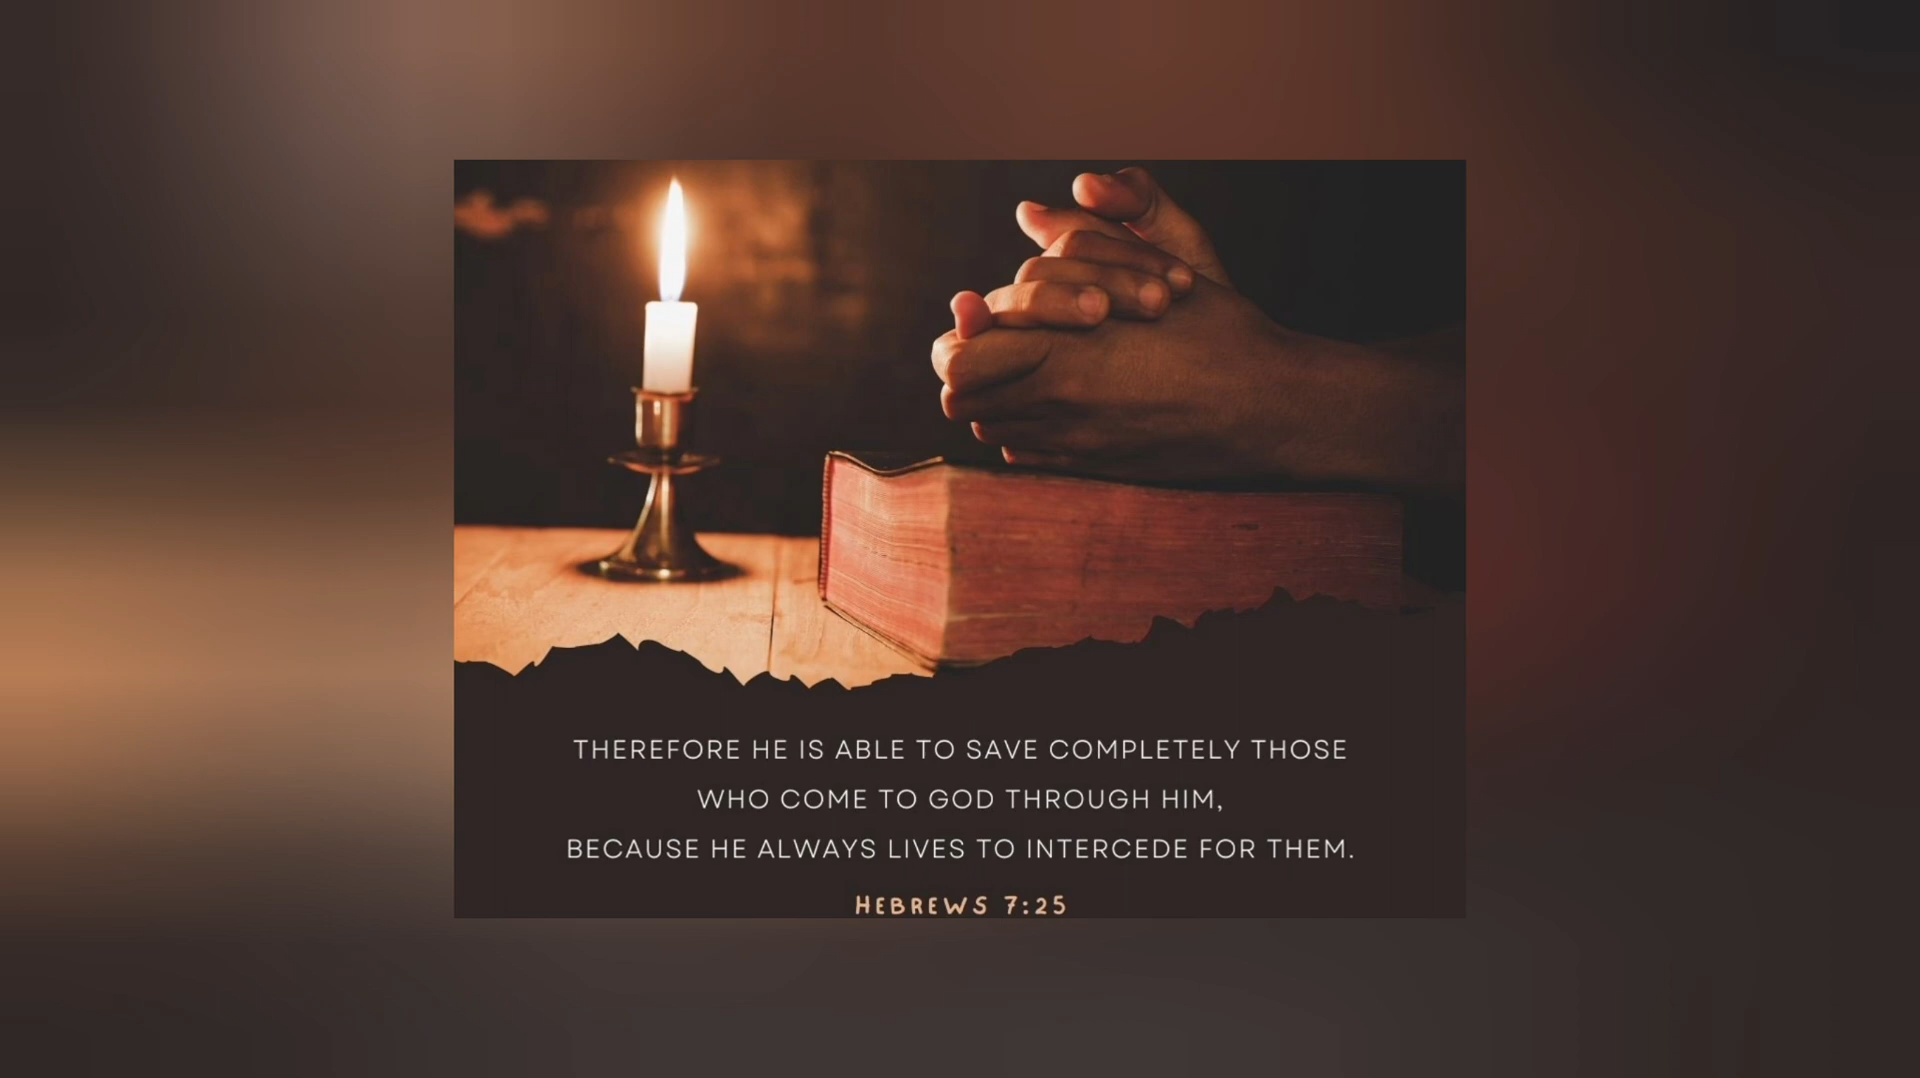 THEREFORE HE IS ABLE TO SAVE COMPLETELY THOSE
WHO COME TO GOD THROUGH HIM,
BECAUSE HE ALWAYS LIVES TO INTERCEDE FOR THEM.
HEBREWS 7:25